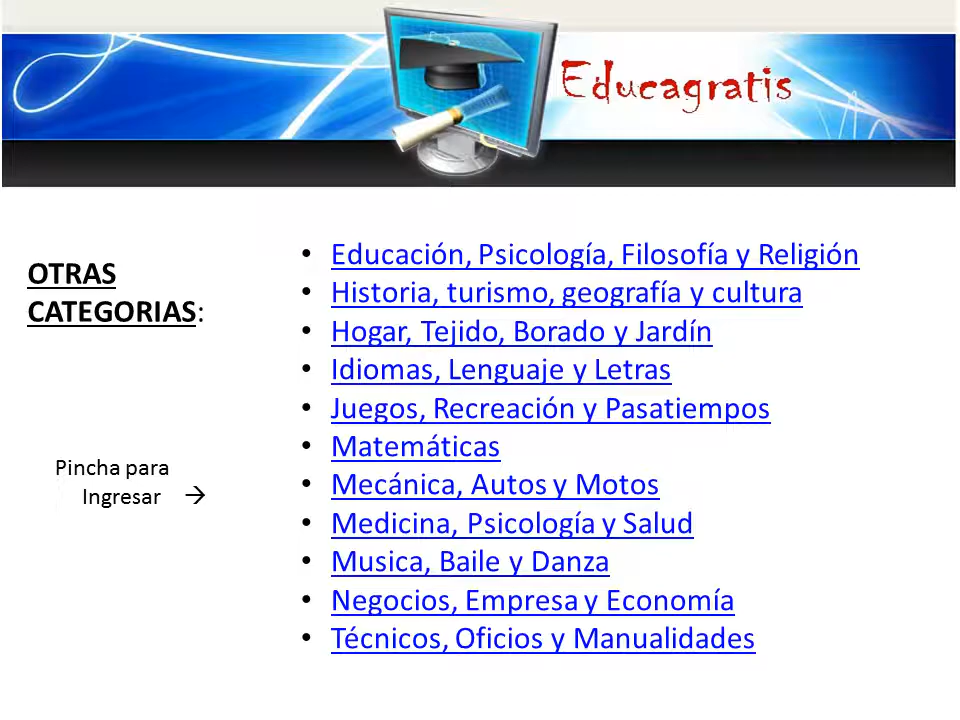 Educagratis
OTRAS
CATEGORIAS:
Pincha para
Ingresar →
• Educación, Psicología, Filosofía y Religión
• Historia, turismo, geografía y cultura
• Hogar, Tejido, Borado y Jardín
• Idiomas, Lenguaje y Letras
• Juegos, Recreación y Pasatiempos
• Matemáticas
• Mecánica, Autos y Motos
• Medicina, Psicología y Salud
• Musica, Baile y Danza
• Negocios, Empresa y Economía
• Técnicos, Oficios y Manualidades